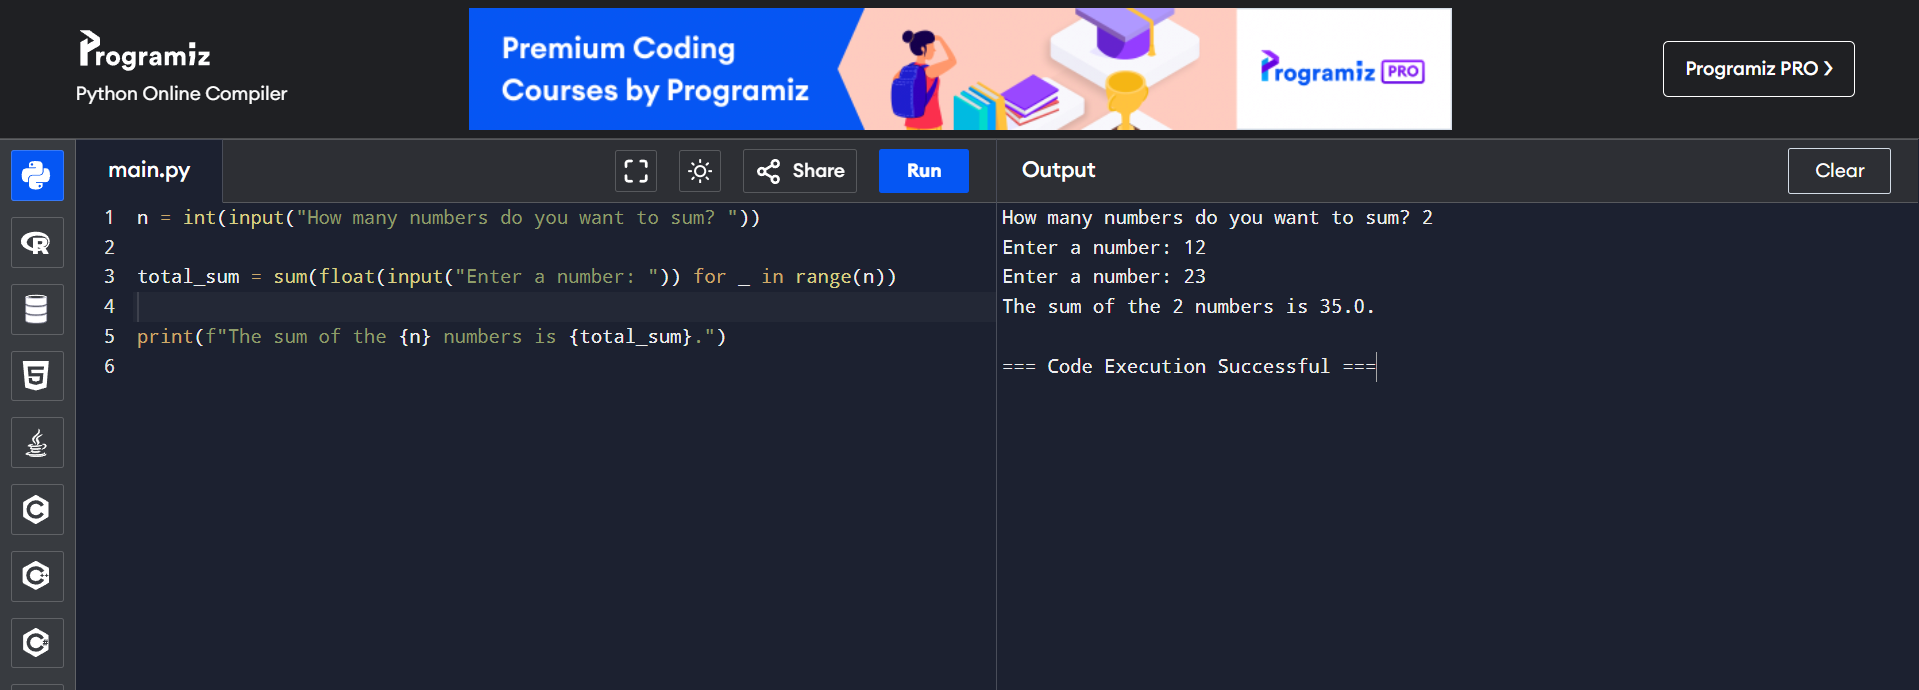 Programiz
Python Online Compiler
Premium Coding
Courses by Programiz
Programiz PRO
Programiz PRO ❯
main.py
Share
Run
Output
Clear
1 n = int(input("How many numbers do you want to sum? "))
2
3 total_sum = sum(float(input("Enter a number: ")) for _ in range(n))
4
5 print(f"The sum of the {n} numbers is {total_sum}.")
6
How many numbers do you want to sum? 2
Enter a number: 12
Enter a number: 23
The sum of the 2 numbers is 35.0.
=== Code Execution Successful ===
R
5
C
C++
C#